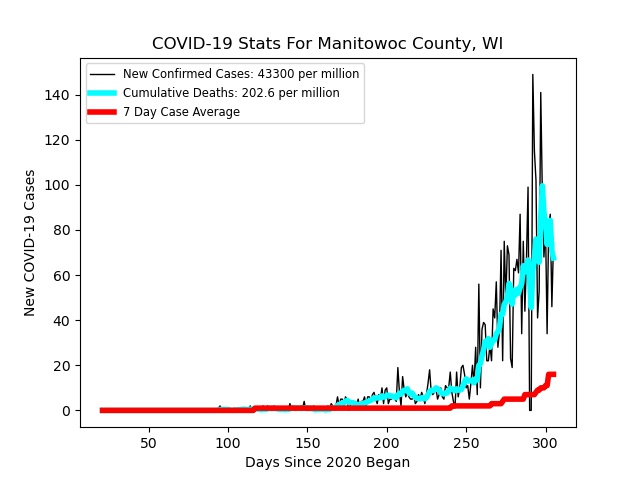 COVID-19 Stats For Manitowoc County, WI
New Confirmed Cases: 43300 per million
Cumulative Deaths: 202.6 per million
7 Day Case Average
New COVID-19 Cases
140
120
100
80
60
40
20
0
50 100 150 200 250 300
Days Since 2020 Began